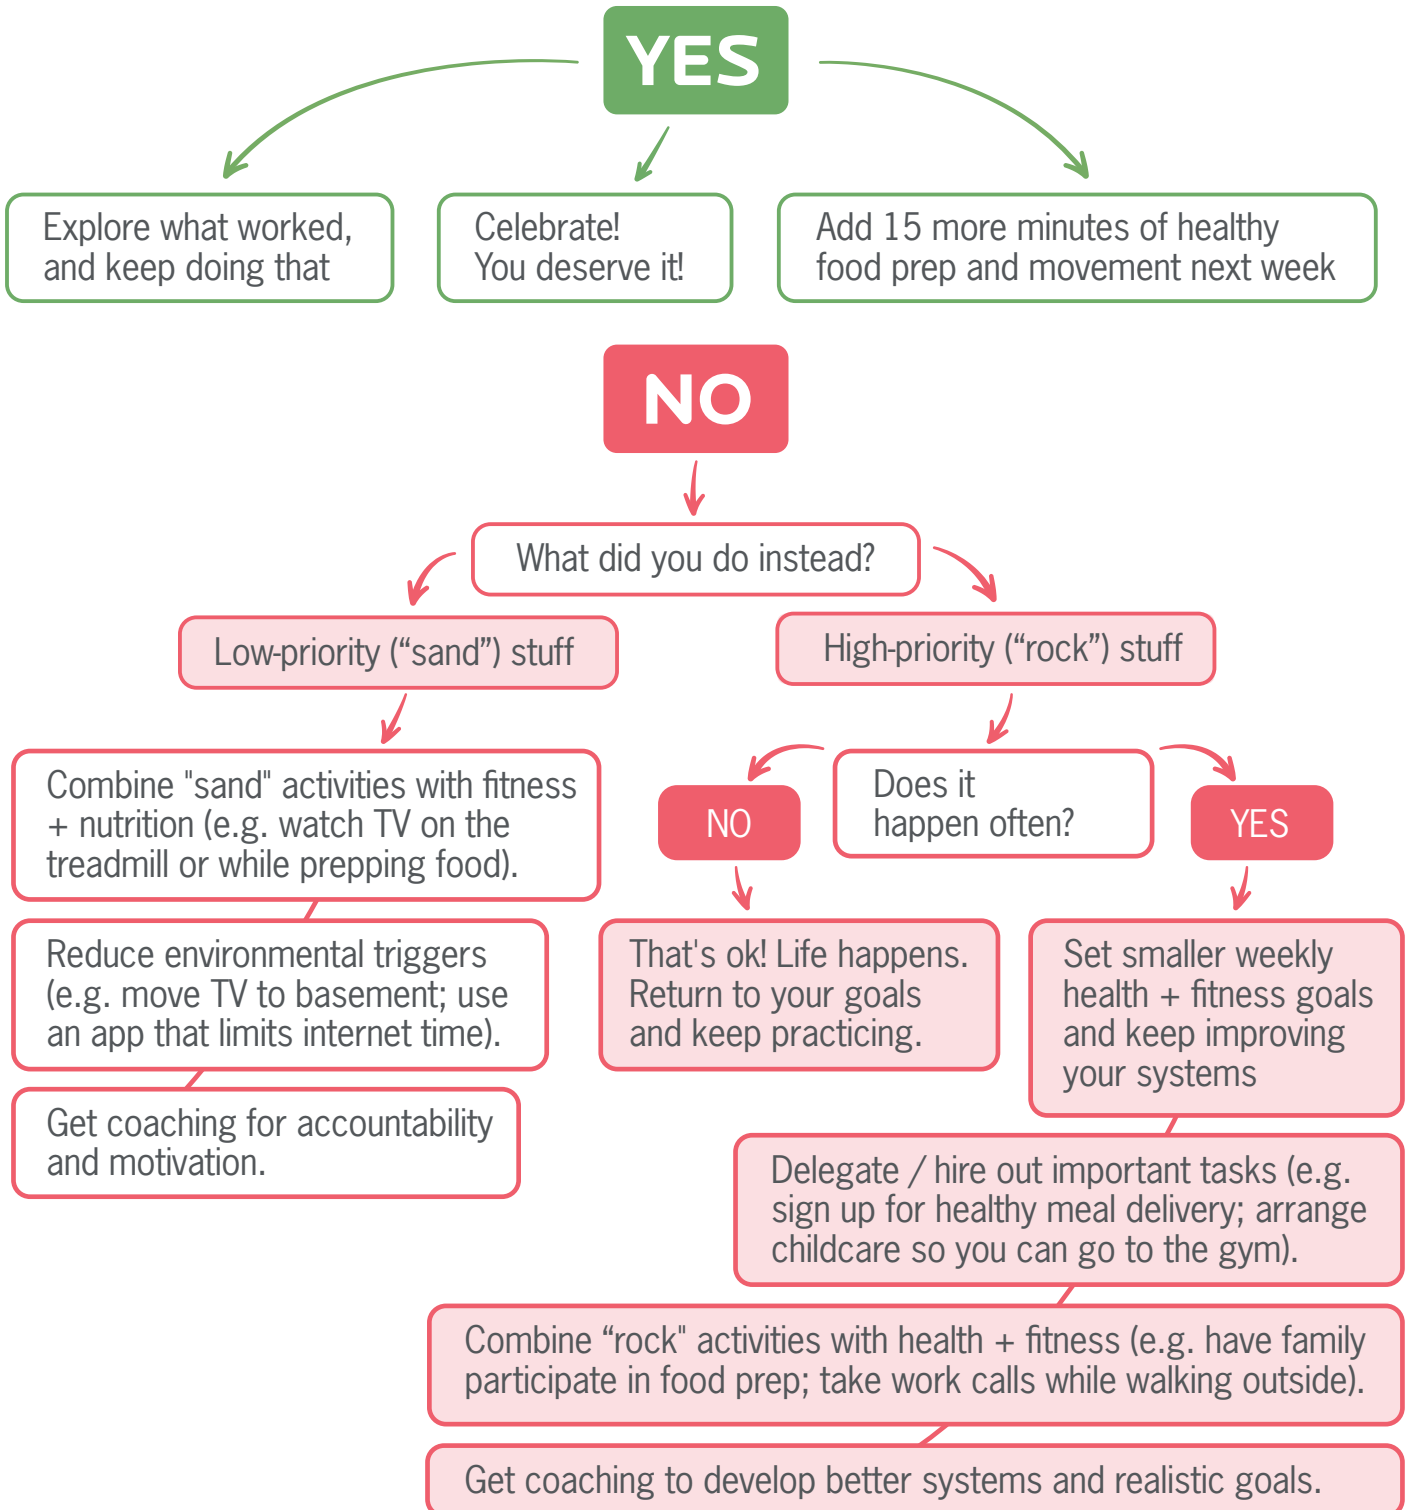 YES
Explore what worked,
and keep doing that
Celebrate!
You deserve it!
Add 15 more minutes of healthy
food prep and movement next week
NO
What did you do instead?
Low-priority (“sand”) stuff
High-priority (“rock”) stuff
Combine "sand" activities with fitness
+ nutrition (e.g. watch TV on the
treadmill or while prepping food).
Reduce environmental triggers
(e.g. move TV to basement; use
an app that limits internet time).
Get coaching for accountability
and motivation.
Does it
happen often?
NO
YES
That's ok! Life happens.
Return to your goals
and keep practicing.
Set smaller weekly
health + fitness goals
and keep improving
your systems
Delegate / hire out important tasks (e.g.
sign up for healthy meal delivery; arrange
childcare so you can go to the gym).
Combine “rock" activities with health + fitness (e.g. have family
participate in food prep; take work calls while walking outside).
Get coaching to develop better systems and realistic goals.